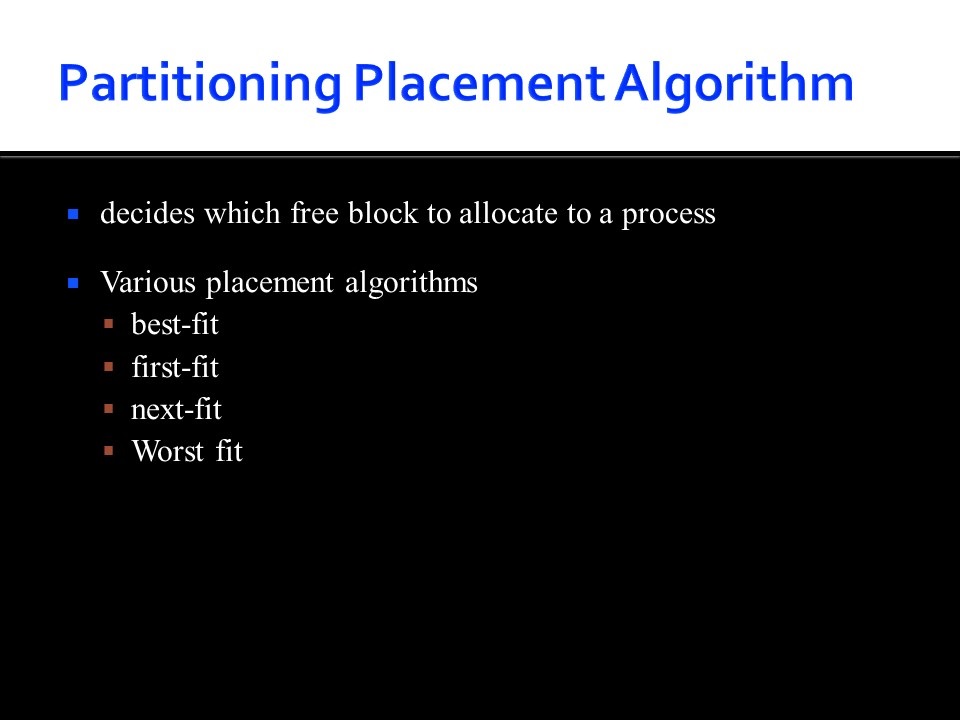 Partitioning Placement Algorithm
decides which free block to allocate to a process
Various placement algorithms
best-fit
first-fit
next-fit
Worst fit